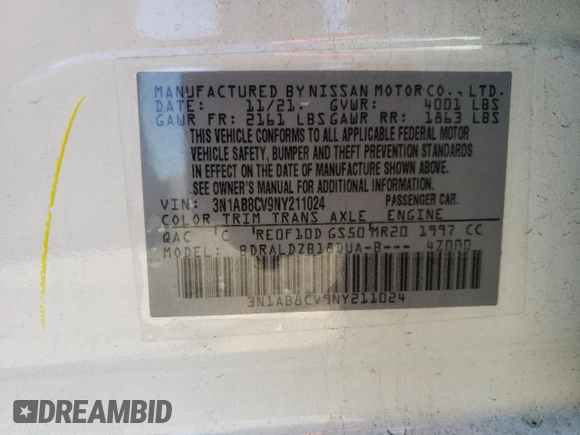 MANUFACTURED BY NISSAN MOTOR CO., LTD.
DATE: 11/21 GVWR: 4001 LBS
GAWR FR: 2161 LBS GAWR RR: 1863 LBS
THIS VEHICLE CONFORMS TO ALL APPLICABLE FEDERAL MOTOR
VEHICLE SAFETY, BUMPER AND THEFT PREVENTION STANDARDS
IN EFFECT ON THE DATE OF MANUFACTURE SHOWN ABOVE.
SEE OWNER'S MANUAL FOR ADDITIONAL INFORMATION.
VIN: 3N1AB8CV9NY211024 PASSENGER CAR.
COLOR TRIM TRANS AXLE ENGINE
QAC C RE0F10D GS50 MR20 1997 CC
MODEL: BDRALDZB18DUA-B--- 4Z000
3N1AB8CV9NY211024
DREAMBID